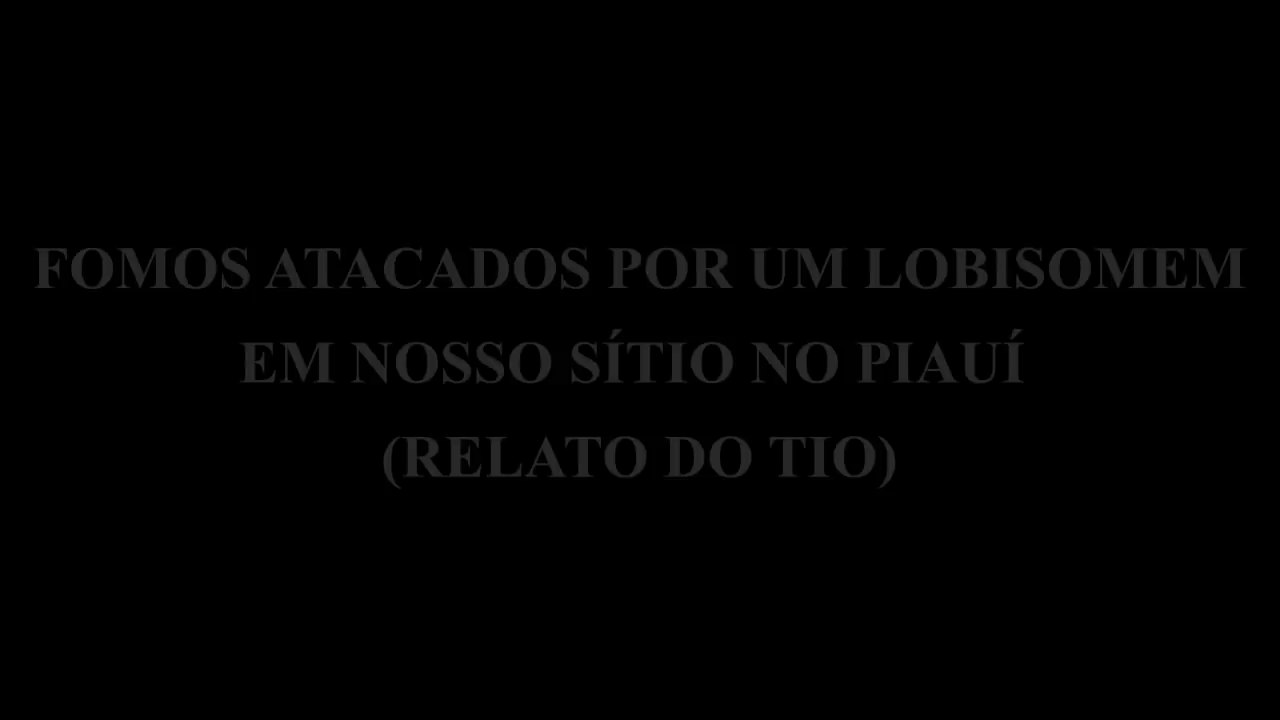 FOMOS ATACADOS POR UM LOBISOMEM
EM NOSSO SÍTIO NO PIAUÍ
(RELATO DO TIO)